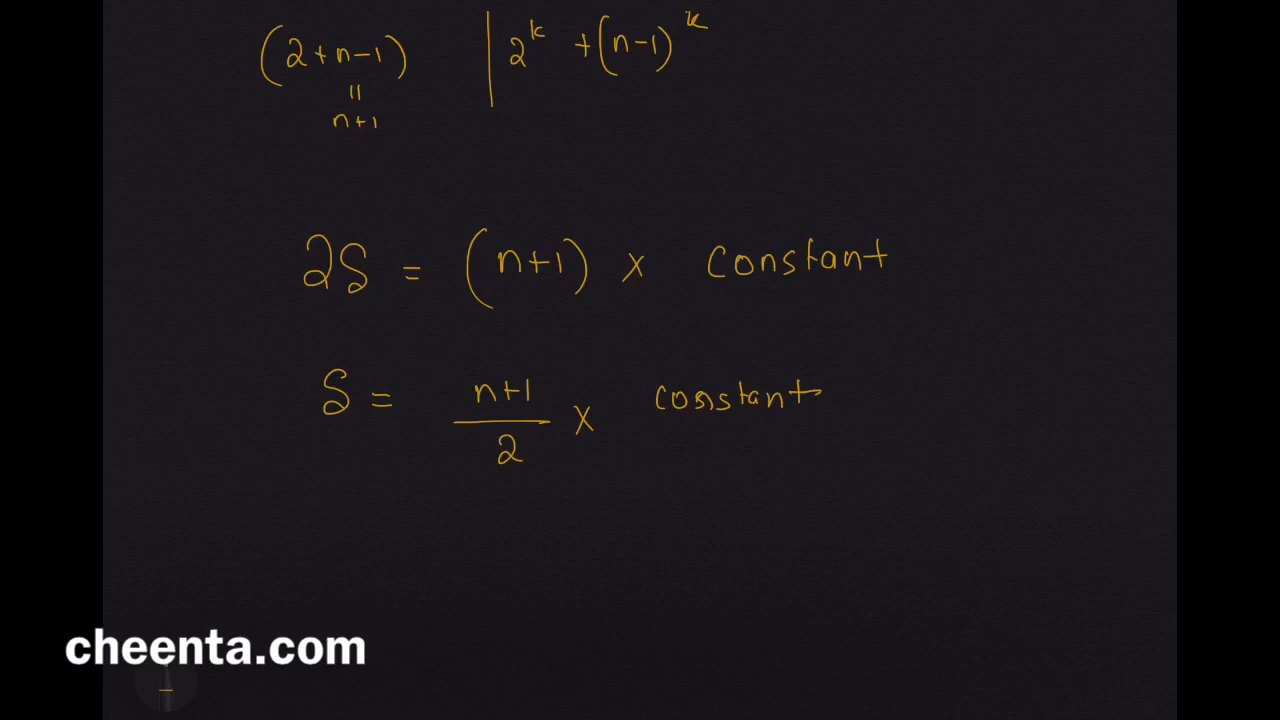 (2+n-1) | 2^k + (n-1)^k
=
n+1
2S = (n+1) x constant
S = n+1/2 x constant
cheenta.com